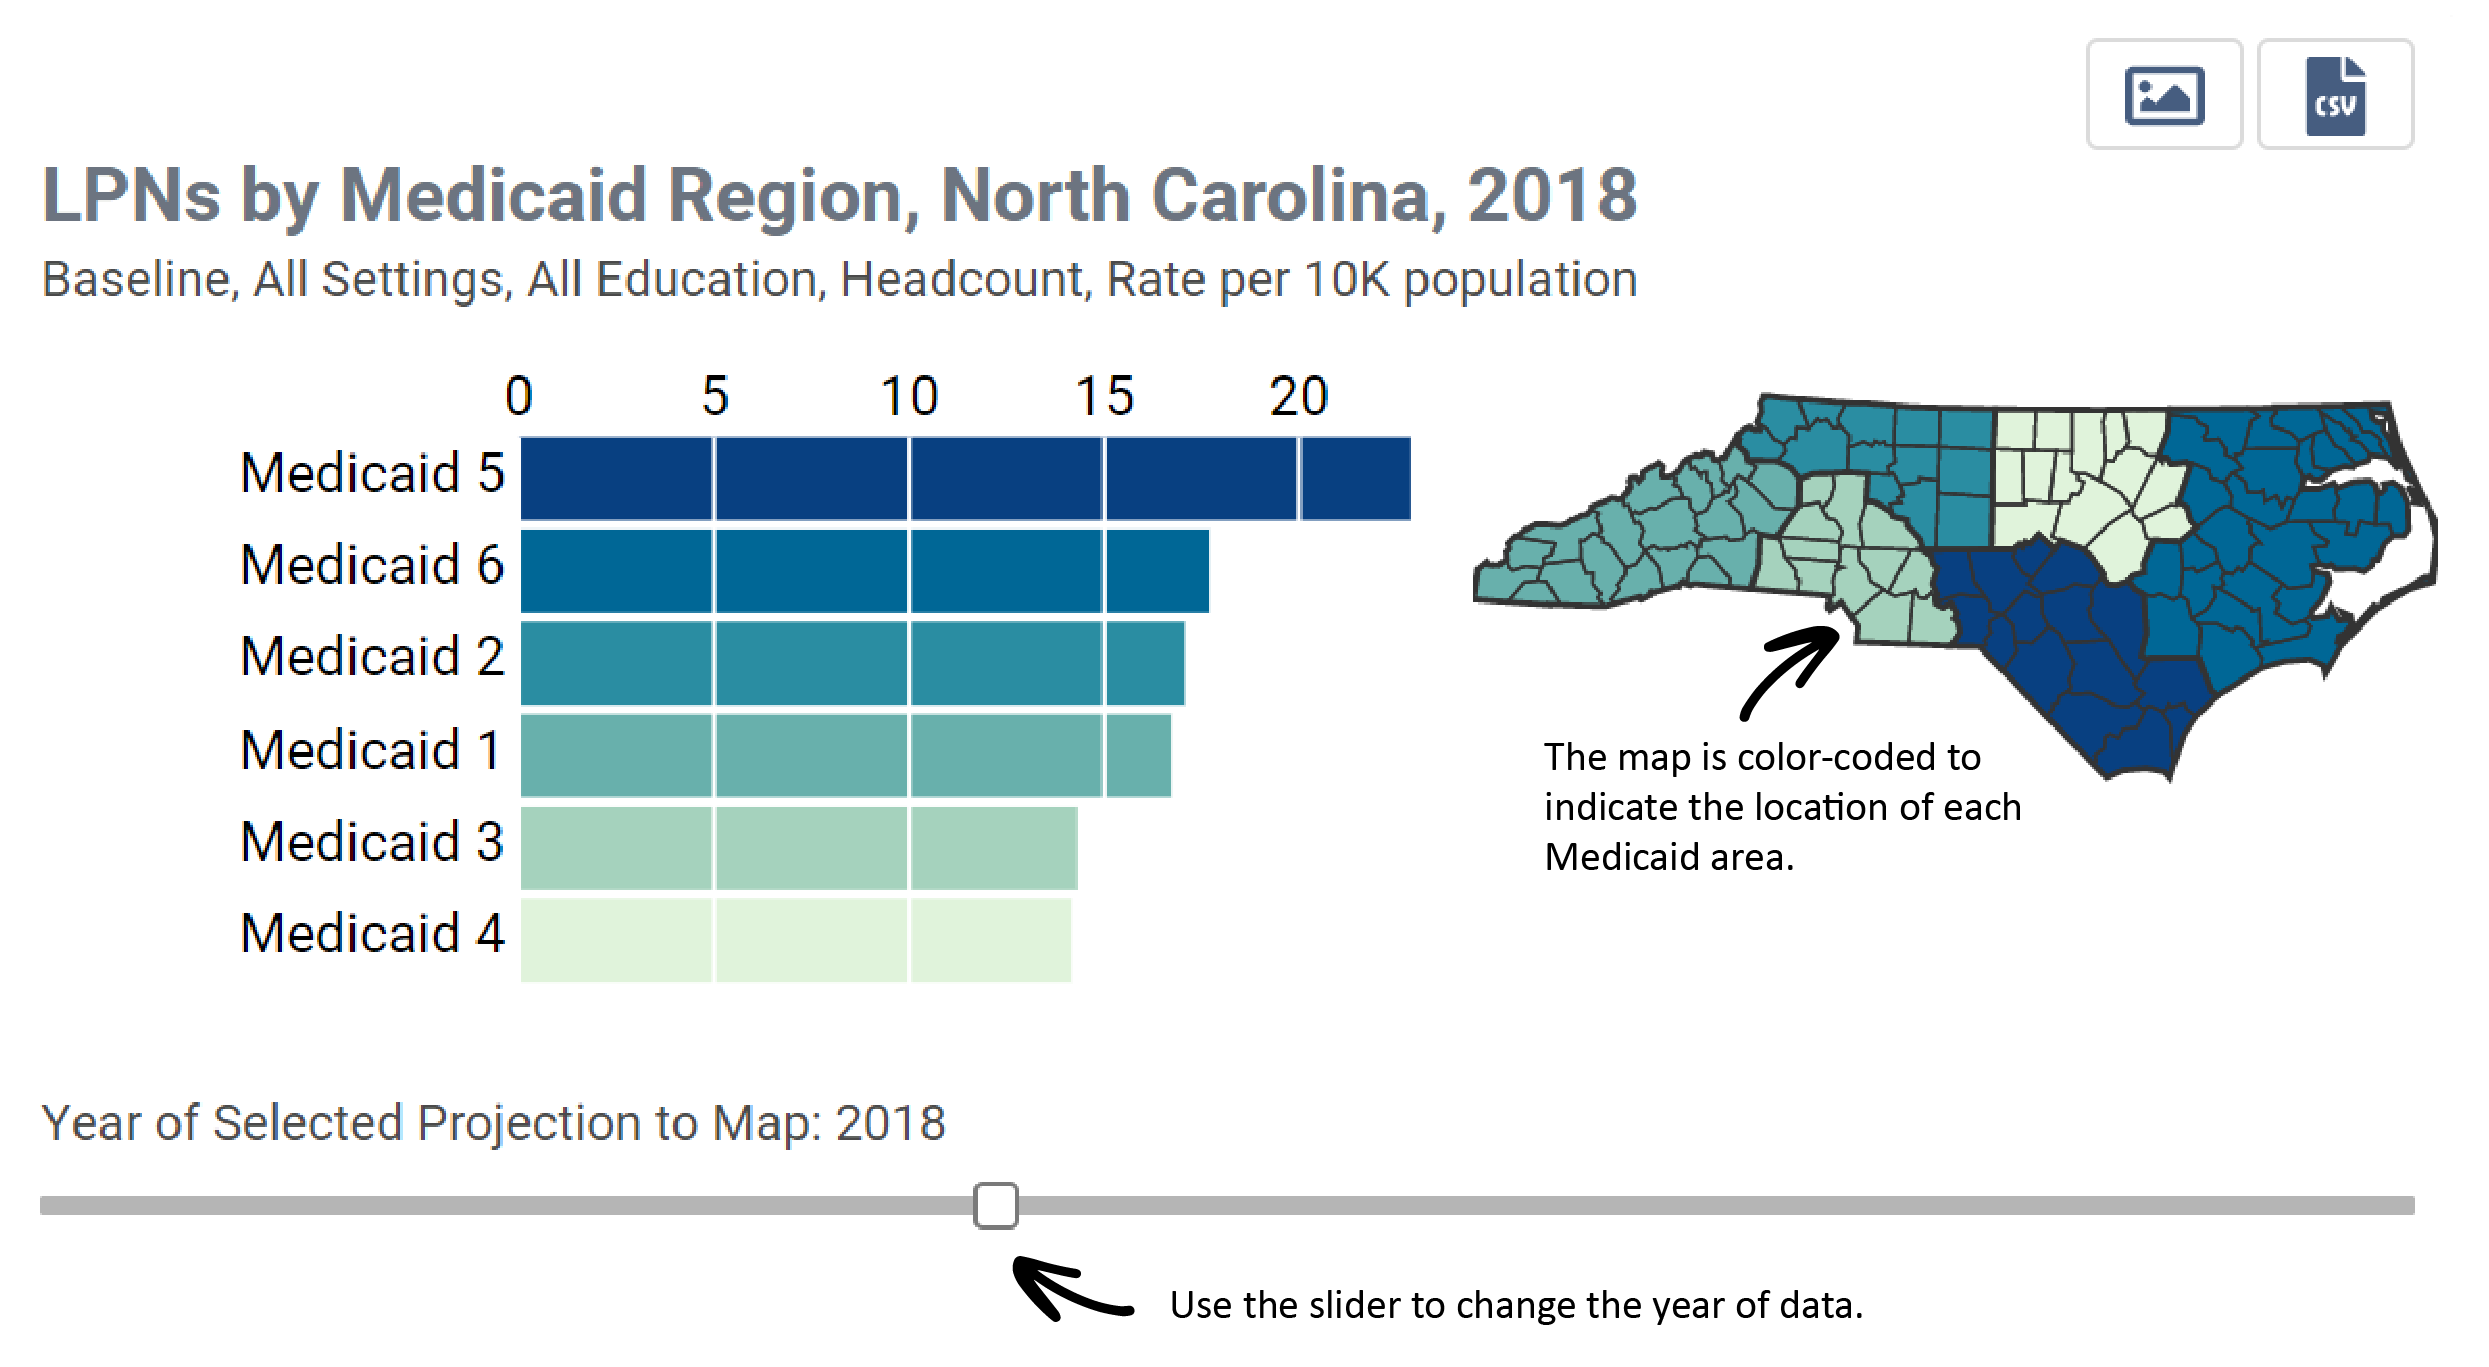 CSV
LPNs by Medicaid Region, North Carolina, 2018
Baseline, All Settings, All Education, Headcount, Rate per 10K population
0 5 10 15 20
Medicaid 5
Medicaid 6
Medicaid 2
Medicaid 1
Medicaid 3
Medicaid 4
The map is color-coded to
indicate the location of each
Medicaid area.
Year of Selected Projection to Map: 2018
Use the slider to change the year of data.